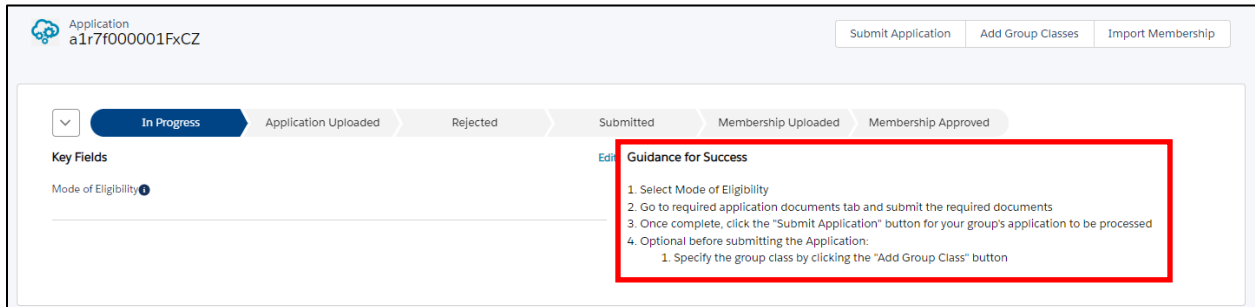 Application
a1r7f000001FxCZ
Submit Application
Add Group Classes
Import Membership
In Progress
Application Uploaded
Rejected
Submitted
Membership Uploaded
Membership Approved
Key Fields
Edit
Mode of Eligibility
Guidance for Success
1. Select Mode of Eligibility
2. Go to required application documents tab and submit the required documents
3. Once complete, click the "Submit Application" button for your group's application to be processed
4. Optional before submitting the Application:
1. Specify the group class by clicking the "Add Group Class" button